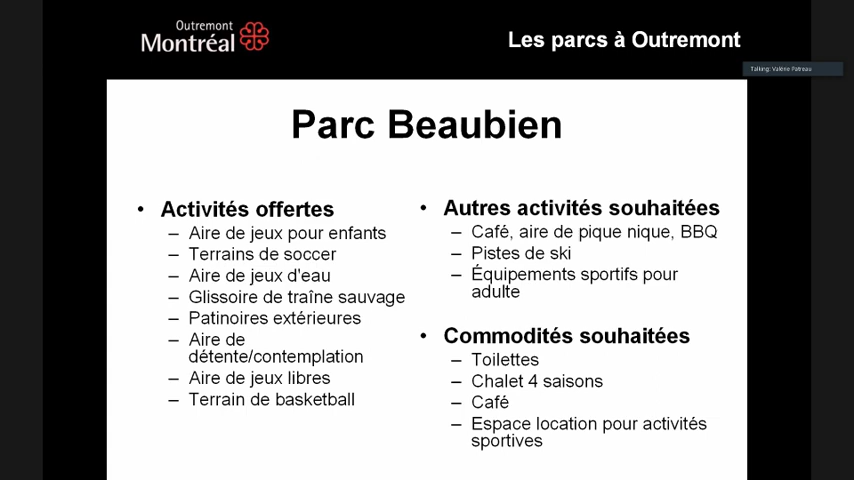 Outremont
Montréal
Les parcs à Outremont
Talking: Valérie Patreau
Parc Beaubien
• Activités offertes
– Aire de jeux pour enfants
– Terrains de soccer
– Aire de jeux d'eau
– Glissoire de traîne sauvage
– Patinoires extérieures
– Aire de
détente/contemplation
– Aire de jeux libres
– Terrain de basketball
• Autres activités souhaitées
– Café, aire de pique nique, BBQ
– Pistes de ski
– Équipements sportifs pour
adulte
• Commodités souhaitées
– Toilettes
– Chalet 4 saisons
– Café
– Espace location pour activités
sportives